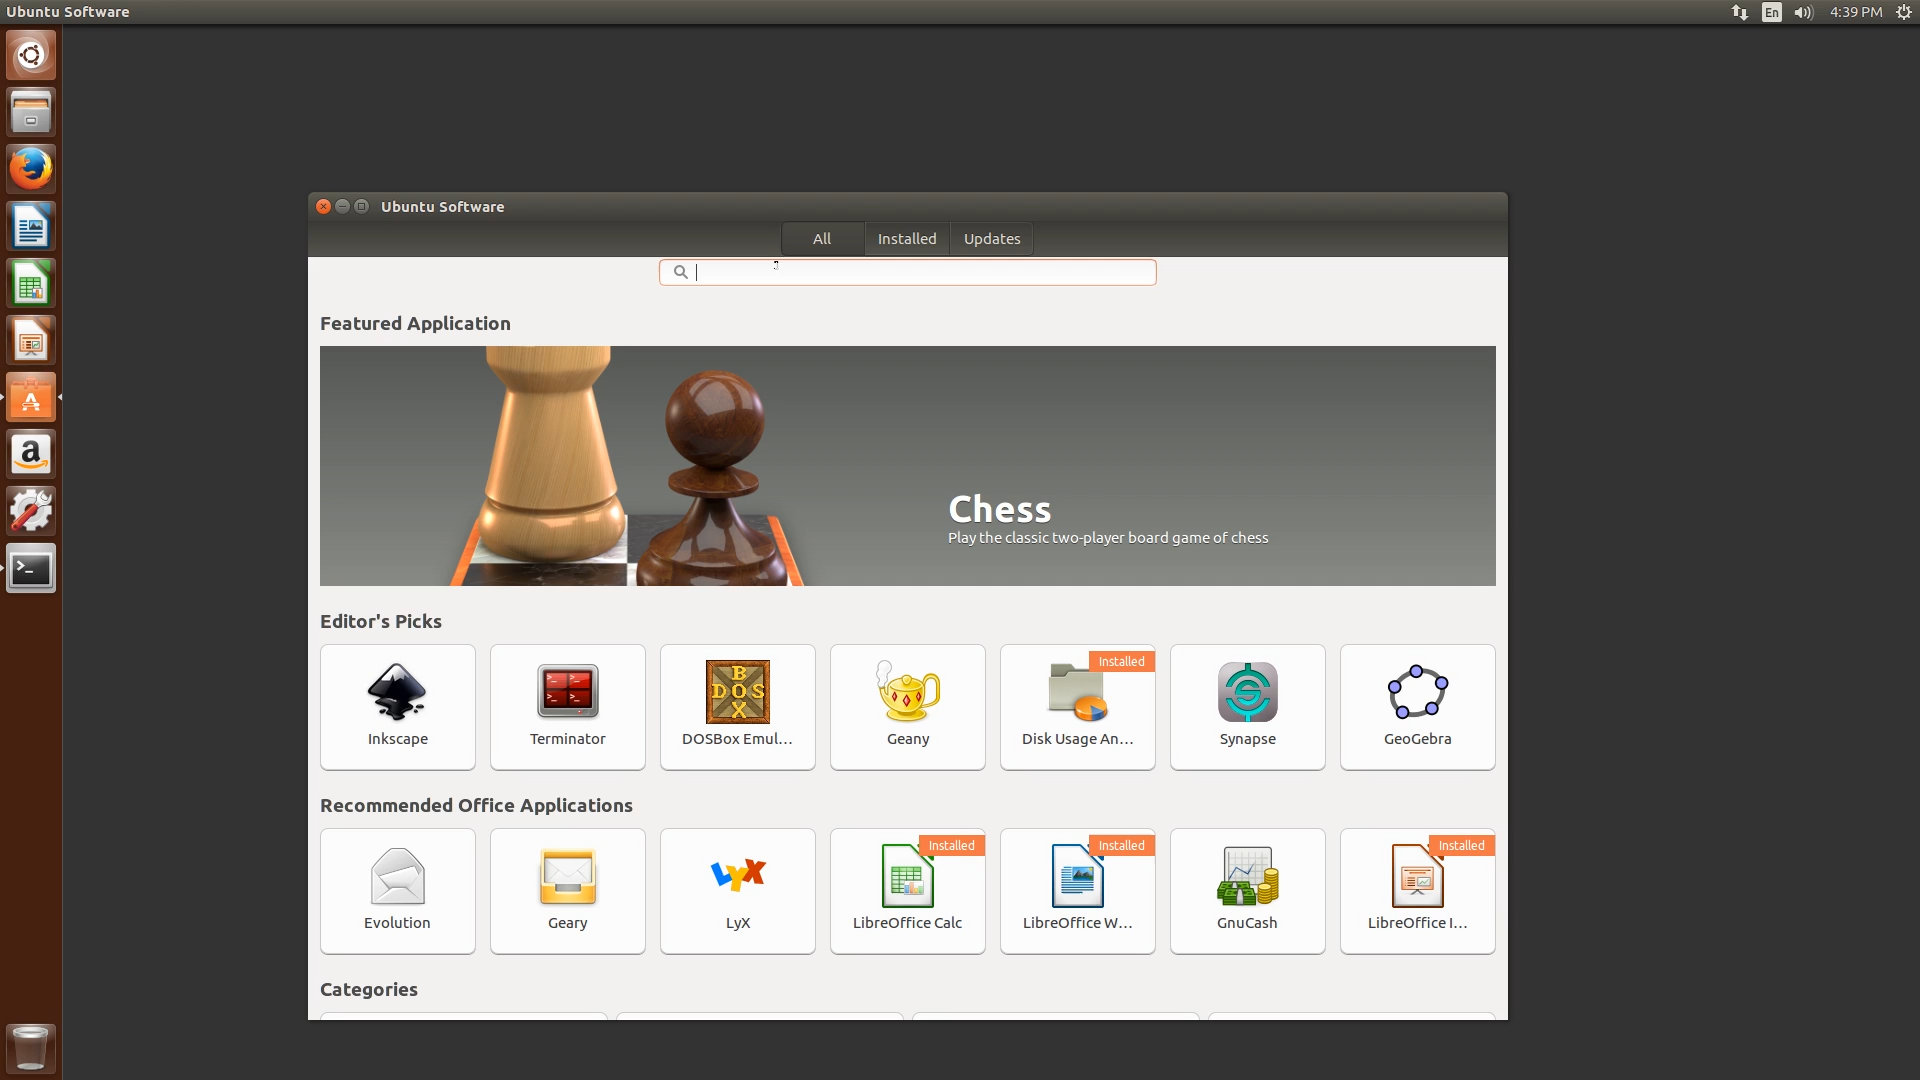 Ubuntu Software
En
4:39 PM
Ubuntu Software
All
Installed
Updates
Featured Application
Chess
Play the classic two-player board game of chess
Editor's Picks
Inkscape
Terminator
DOSBox Emul...
Geany
Installed
Disk Usage An...
Synapse
GeoGebra
Recommended Office Applications
Evolution
Geary
LyX
Installed
LibreOffice Calc
Installed
LibreOffice W...
GnuCash
Installed
LibreOffice I...
Categories